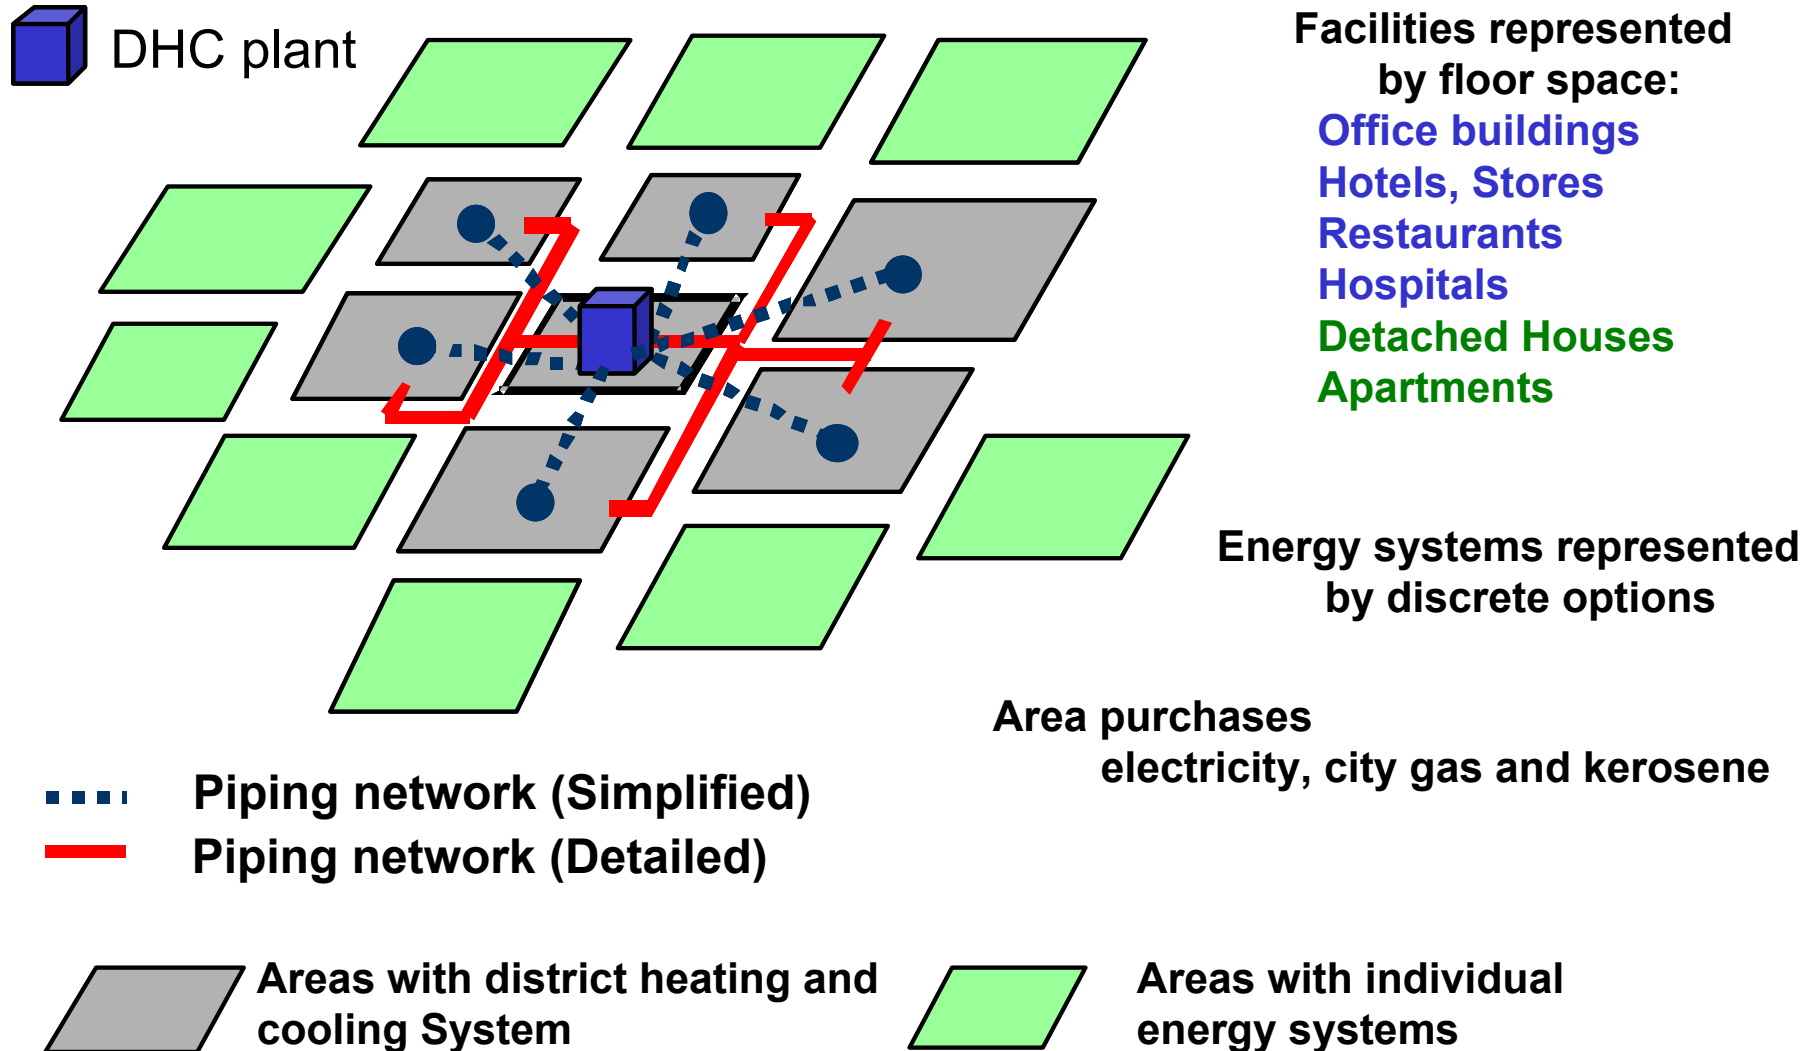 DHC plant
Facilities represented
by floor space:
Office buildings
Hotels, Stores
Restaurants
Hospitals
Detached Houses
Apartments
Energy systems represented
by discrete options
Area purchases
electricity, city gas and kerosene
Piping network (Simplified)
Piping network (Detailed)
Areas with district heating and
cooling System
Areas with individual
energy systems